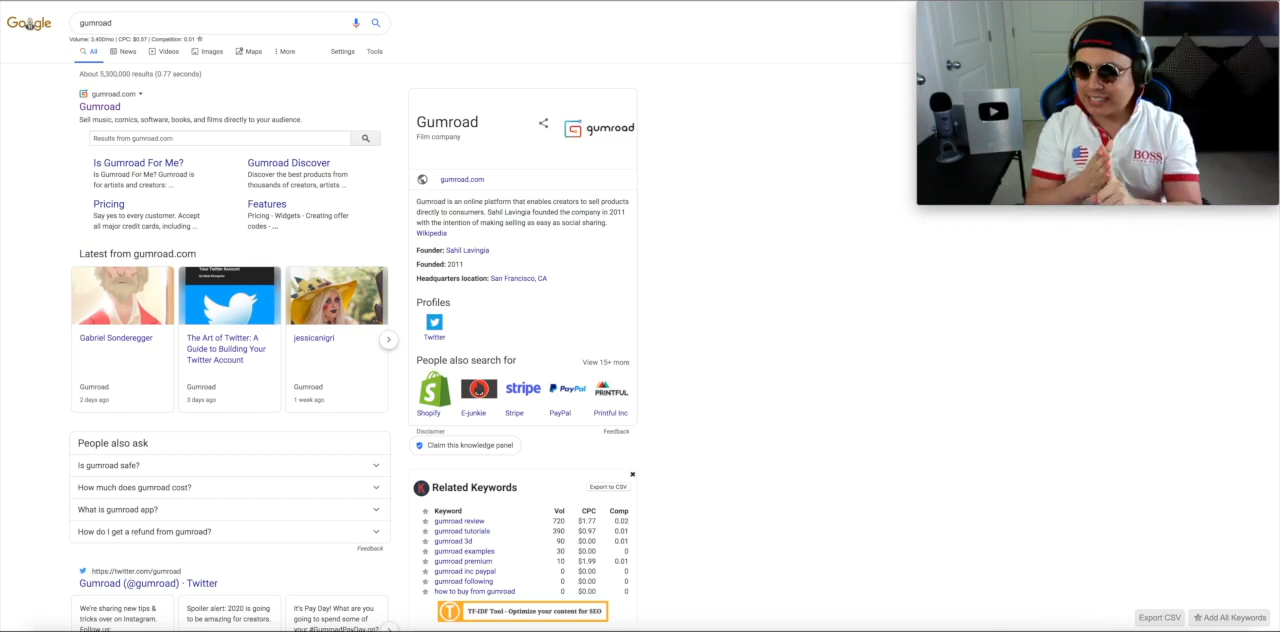 Google
gumroad
Volume: 3,400/mo | CPC: $0.57 | Competition: 0.01
All
News
Videos
Images
Maps
More
Settings
Tools
About 5,300,000 results (0.77 seconds)
gumroad.com
Gumroad
Sell music, comics, software, books, and films directly to your audience.
Results from gumroad.com
Is Gumroad For Me?
Is Gumroad For Me? Gumroad is
for artists and creators: ...
Gumroad Discover
Discover the best products from
thousands of creators, artists ...
Pricing
Say yes to every customer. Accept
all major credit cards, including ...
Features
Pricing - Widgets - Creating offer
codes - ...
Latest from gumroad.com
Your Twitter Account
Gabriel Sonderegger
Gumroad
2 days ago
The Art of Twitter: A
Guide to Building Your
Twitter Account
Gumroad
3 days ago
jessicanigri
Gumroad
1 week ago
People also ask
Is gumroad safe?
How much does gumroad cost?
What is gumroad app?
How do I get a refund from gumroad?
Feedback
https://twitter.com/gumroad
Gumroad (@gumroad) · Twitter
We're sharing new tips &
tricks over on Instagram.
Follow us:
Spoiler alert: 2020 is going
to be amazing for creators.
It's Pay Day! What are you
going to spend some of
your #GumroadPayDay on?
Gumroad
Film company
gumroad
gumroad.com
Gumroad is an online platform that enables creators to sell products
directly to consumers. Sahil Lavingia founded the company in 2011
with the intention of making selling as easy as social sharing.
Wikipedia
Founder: Sahil Lavingia
Founded: 2011
Headquarters location: San Francisco, CA
Profiles
Twitter
People also search for
View 15+ more
stripe
PayPal
PRINTFUL
Shopify
E-junkie
Stripe
PayPal
Printful Inc
Disclaimer
Feedback
Claim this knowledge panel
Related Keywords
Export to CSV
Keyword Vol CPC Comp
gumroad review 720 $1.77 0.02
gumroad tutorials 390 $0.97 0.01
gumroad 3d 90 $0.00 0.01
gumroad examples 30 $0.00 0
gumroad premium 10 $1.99 0.01
gumroad inc paypal 0 $0.00 0
gumroad following 0 $0.00 0
how to buy from gumroad 0 $0.00 0
TF-IDF Tool - Optimize your content for SEO
BOSS
Export CSV
Add All Keywords